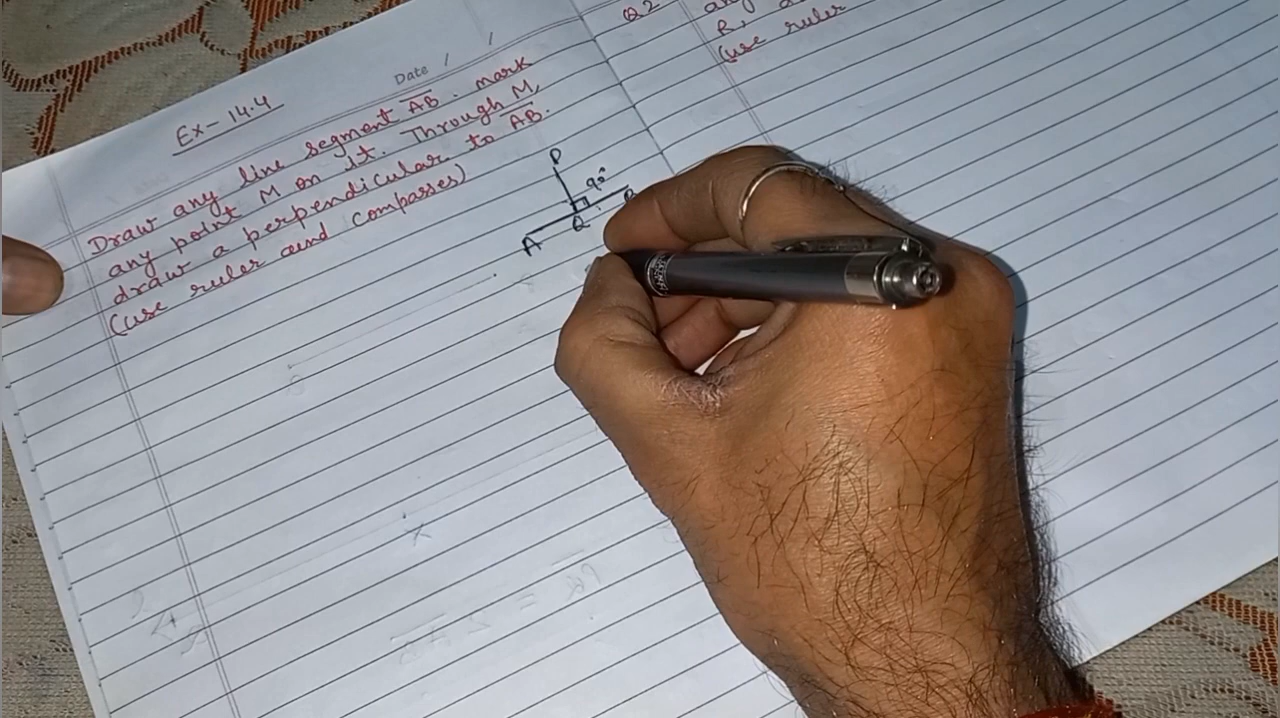 Date / /
Ex-14.4
Draw any line segment AB. mark
any point M on it. Through M,
draw a perpendicular to AB.
(use ruler and compasses)
P
90°
A Q B
Q2
any
R,
(use ruler